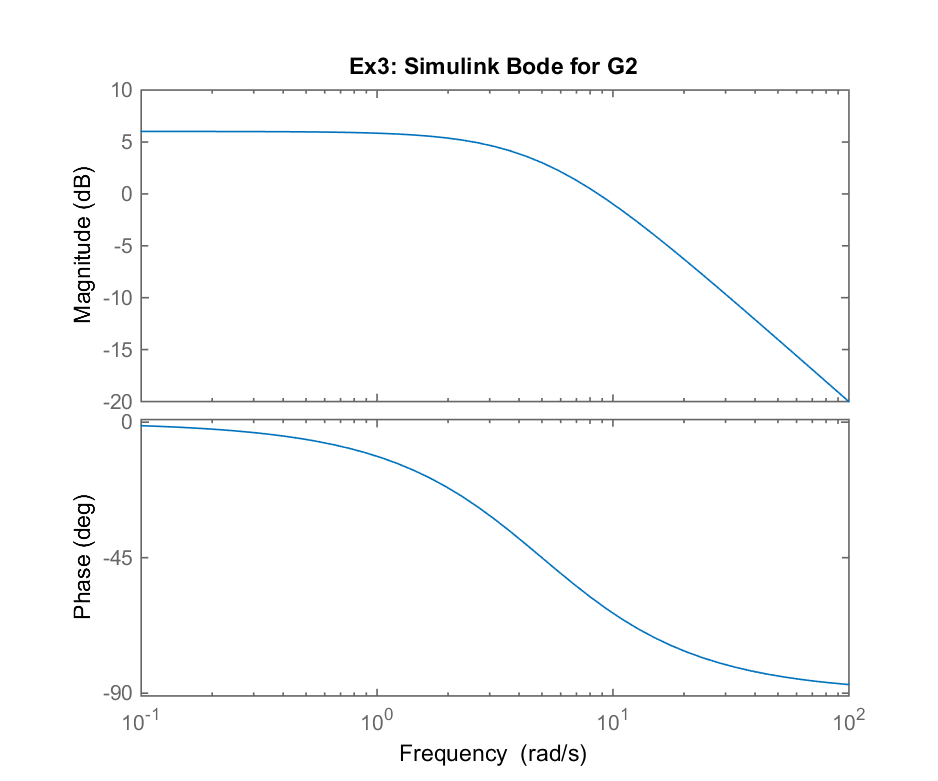 Ex3: Simulink Bode for G2
10
5
0
-5
-10
-15
-20
Magnitude (dB)
0
-45
-90
Phase (deg)
10^-1 10^0 10^1 10^2
Frequency (rad/s)